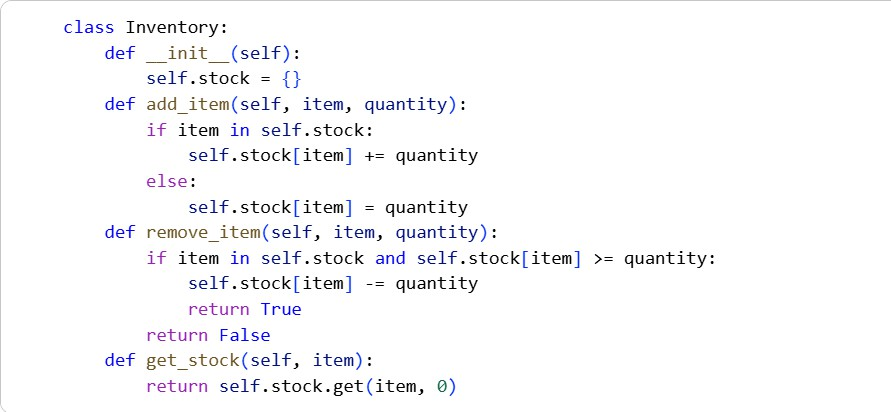 class Inventory:
    def __init__(self):
        self.stock = {}
    def add_item(self, item, quantity):
        if item in self.stock:
            self.stock[item] += quantity
        else:
            self.stock[item] = quantity
    def remove_item(self, item, quantity):
        if item in self.stock and self.stock[item] >= quantity:
            self.stock[item] -= quantity
            return True
        return False
    def get_stock(self, item):
        return self.stock.get(item, 0)